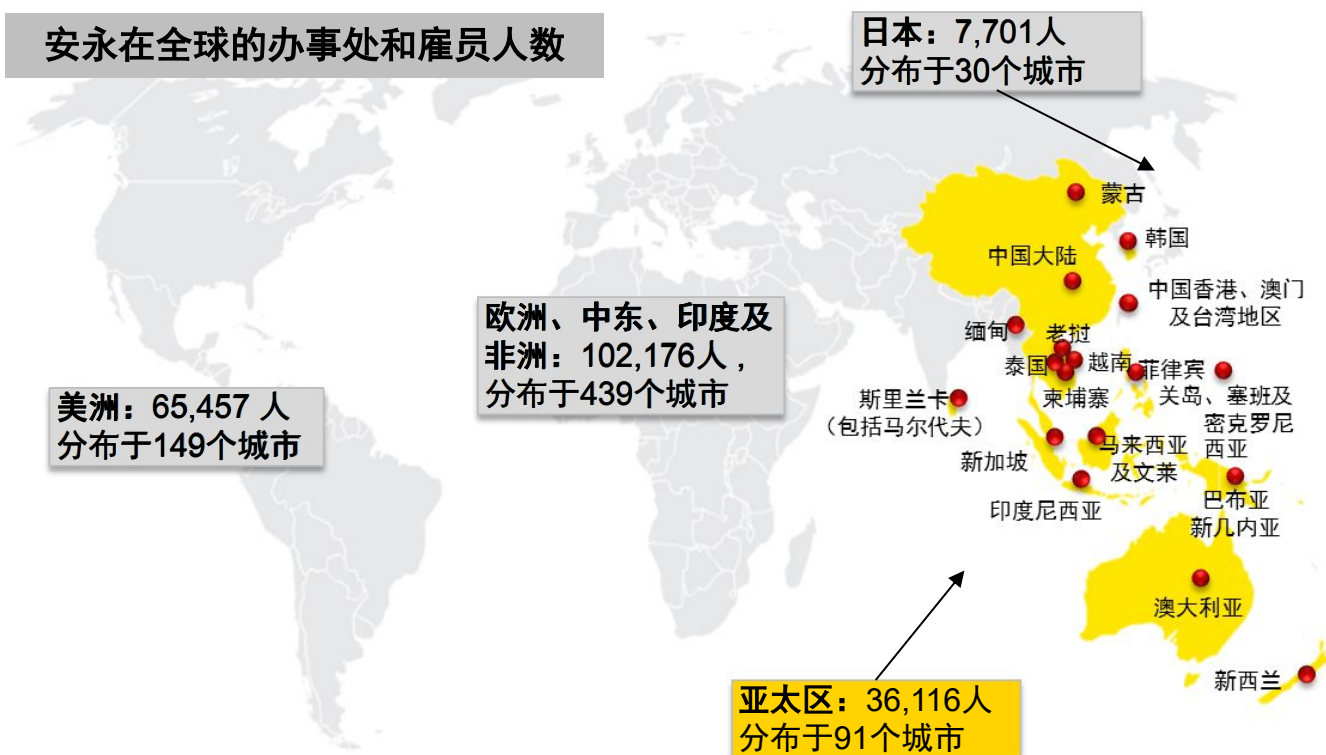 安永在全球的办事处和雇员人数
日本：7,701人
分布于30个城市
蒙古
韩国
中国大陆
中国香港、澳门
及台湾地区
缅甸
老挝
泰国
越南
菲律宾
柬埔寨
关岛、塞班及
密克罗尼
西亚
斯里兰卡
（包括马尔代夫）
欧洲、中东、印度及
非洲：102,176人，
分布于439个城市
美洲：65,457 人
分布于149个城市
新加坡
马来西亚
及文莱
印度尼西亚
巴布亚
新几内亚
澳大利亚
新西兰
亚太区：36,116人
分布于91个城市